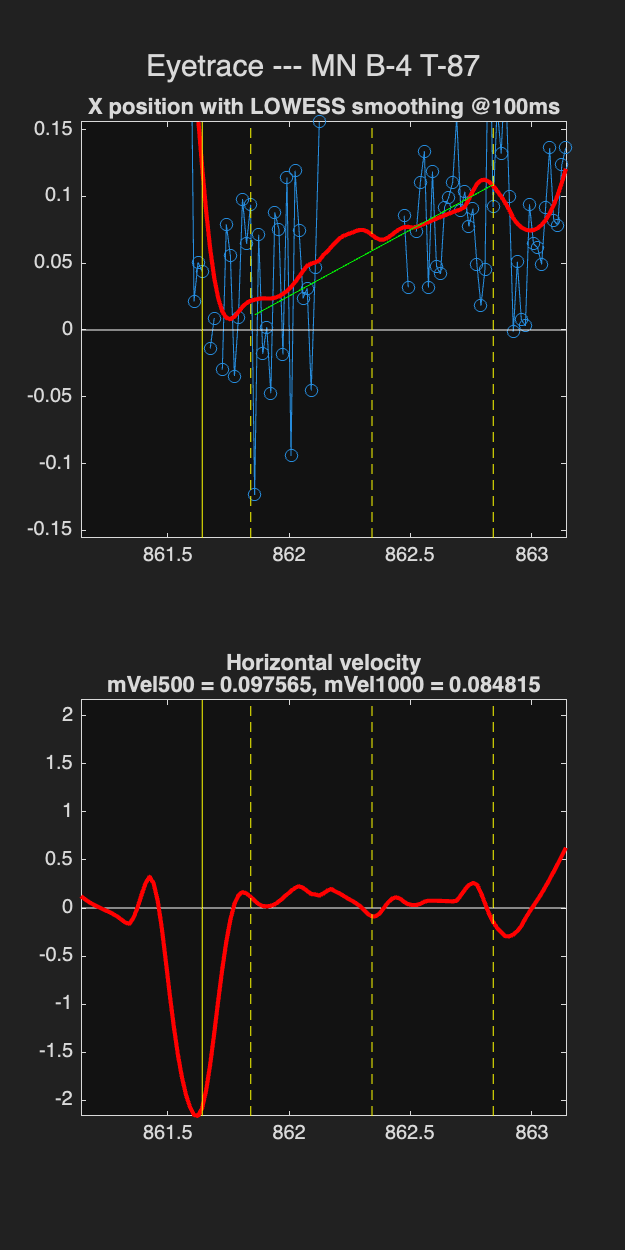 Eyetrace --- MN B-4 T-87
X position with LOWESS smoothing @100ms
0.15
0.1
0.05
0
-0.05
-0.1
-0.15
861.5 862 862.5 863
Horizontal velocity
mVel500 = 0.097565, mVel1000 = 0.084815
2
1.5
1
0.5
0
-0.5
-1
-1.5
-2
861.5 862 862.5 863